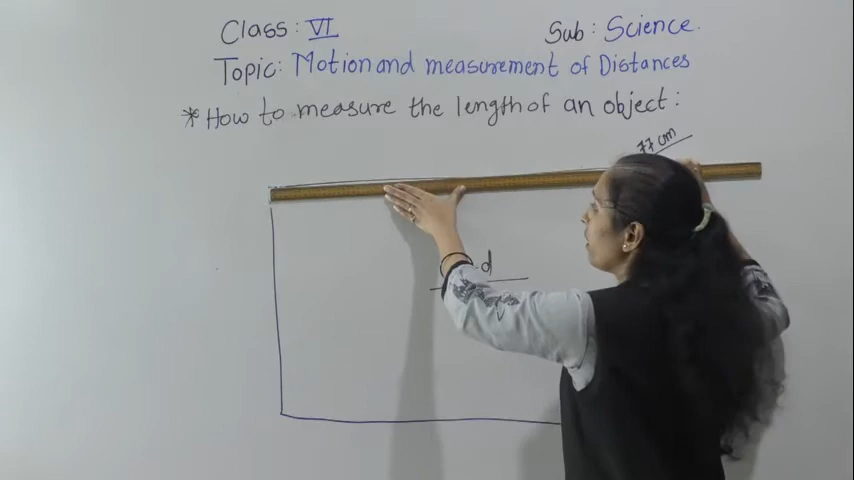 Class : VI Sub : Science.
Topic: Motion and measurement of Distances
* How to measure the length of an object :
77 cm
d